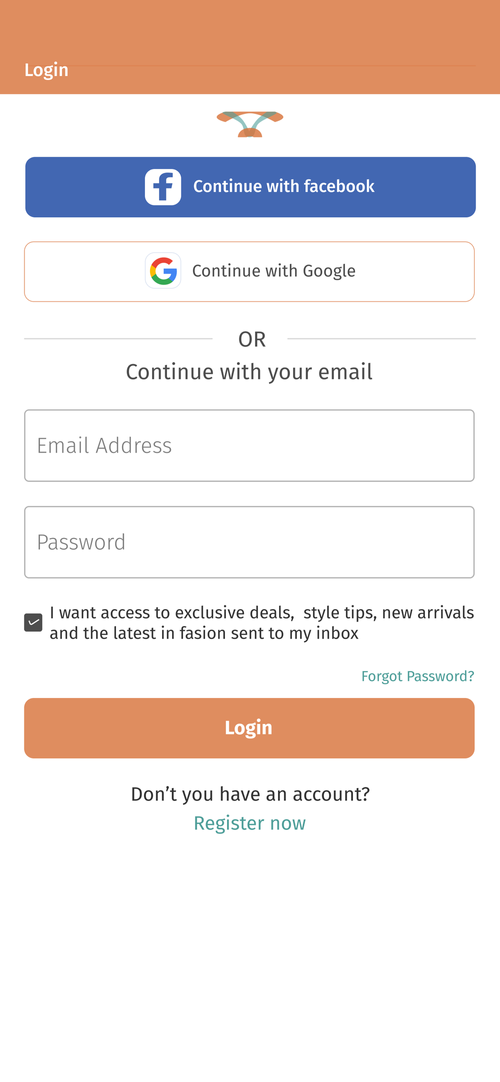 Login
Continue with facebook
Continue with Google
OR
Continue with your email
Email Address
Password
I want access to exclusive deals,  style tips, new arrivals
and the latest in fasion sent to my inbox
Forgot Password?
Login
Don’t you have an account?
Register now